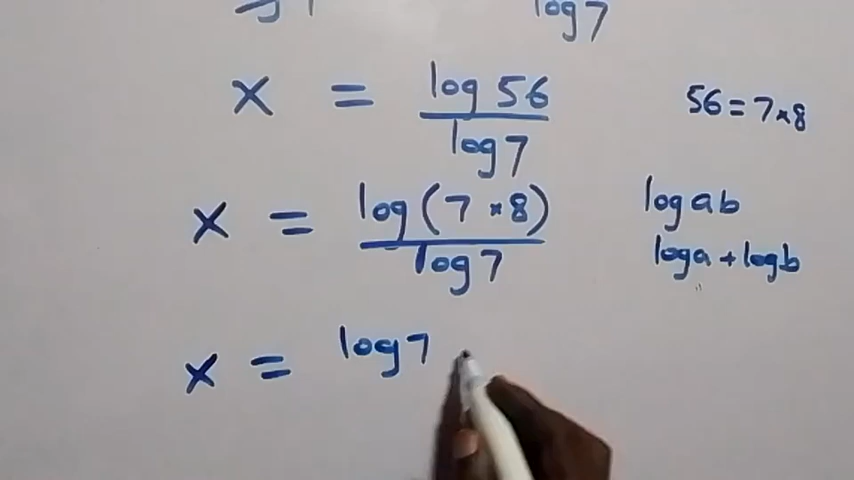 log 7
x = log 56 / log 7
56 = 7 × 8
x = log (7 × 8) / log 7
log ab
log a + log b
x = log 7